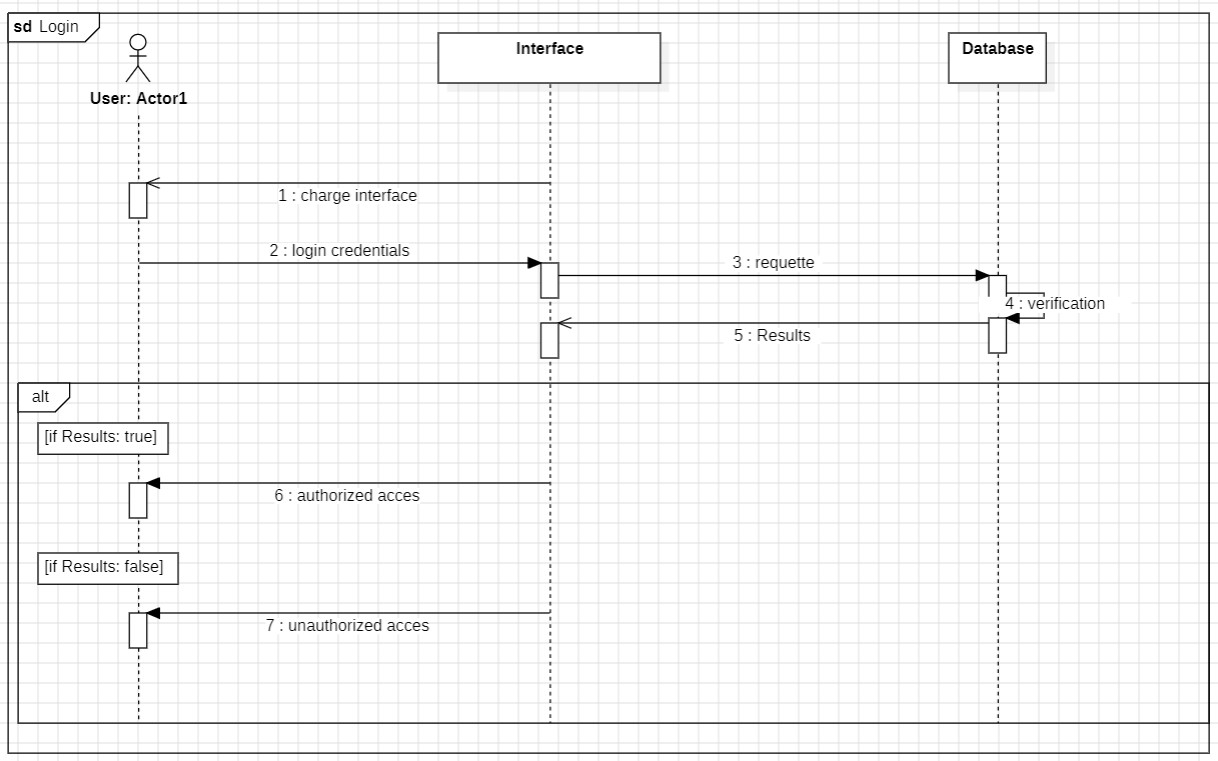 sd Login
User: Actor1
Interface
Database
1 : charge interface
2 : login credentials
3 : requette
4 : verification
5 : Results
alt
[if Results: true]
6 : authorized acces
[if Results: false]
7 : unauthorized acces